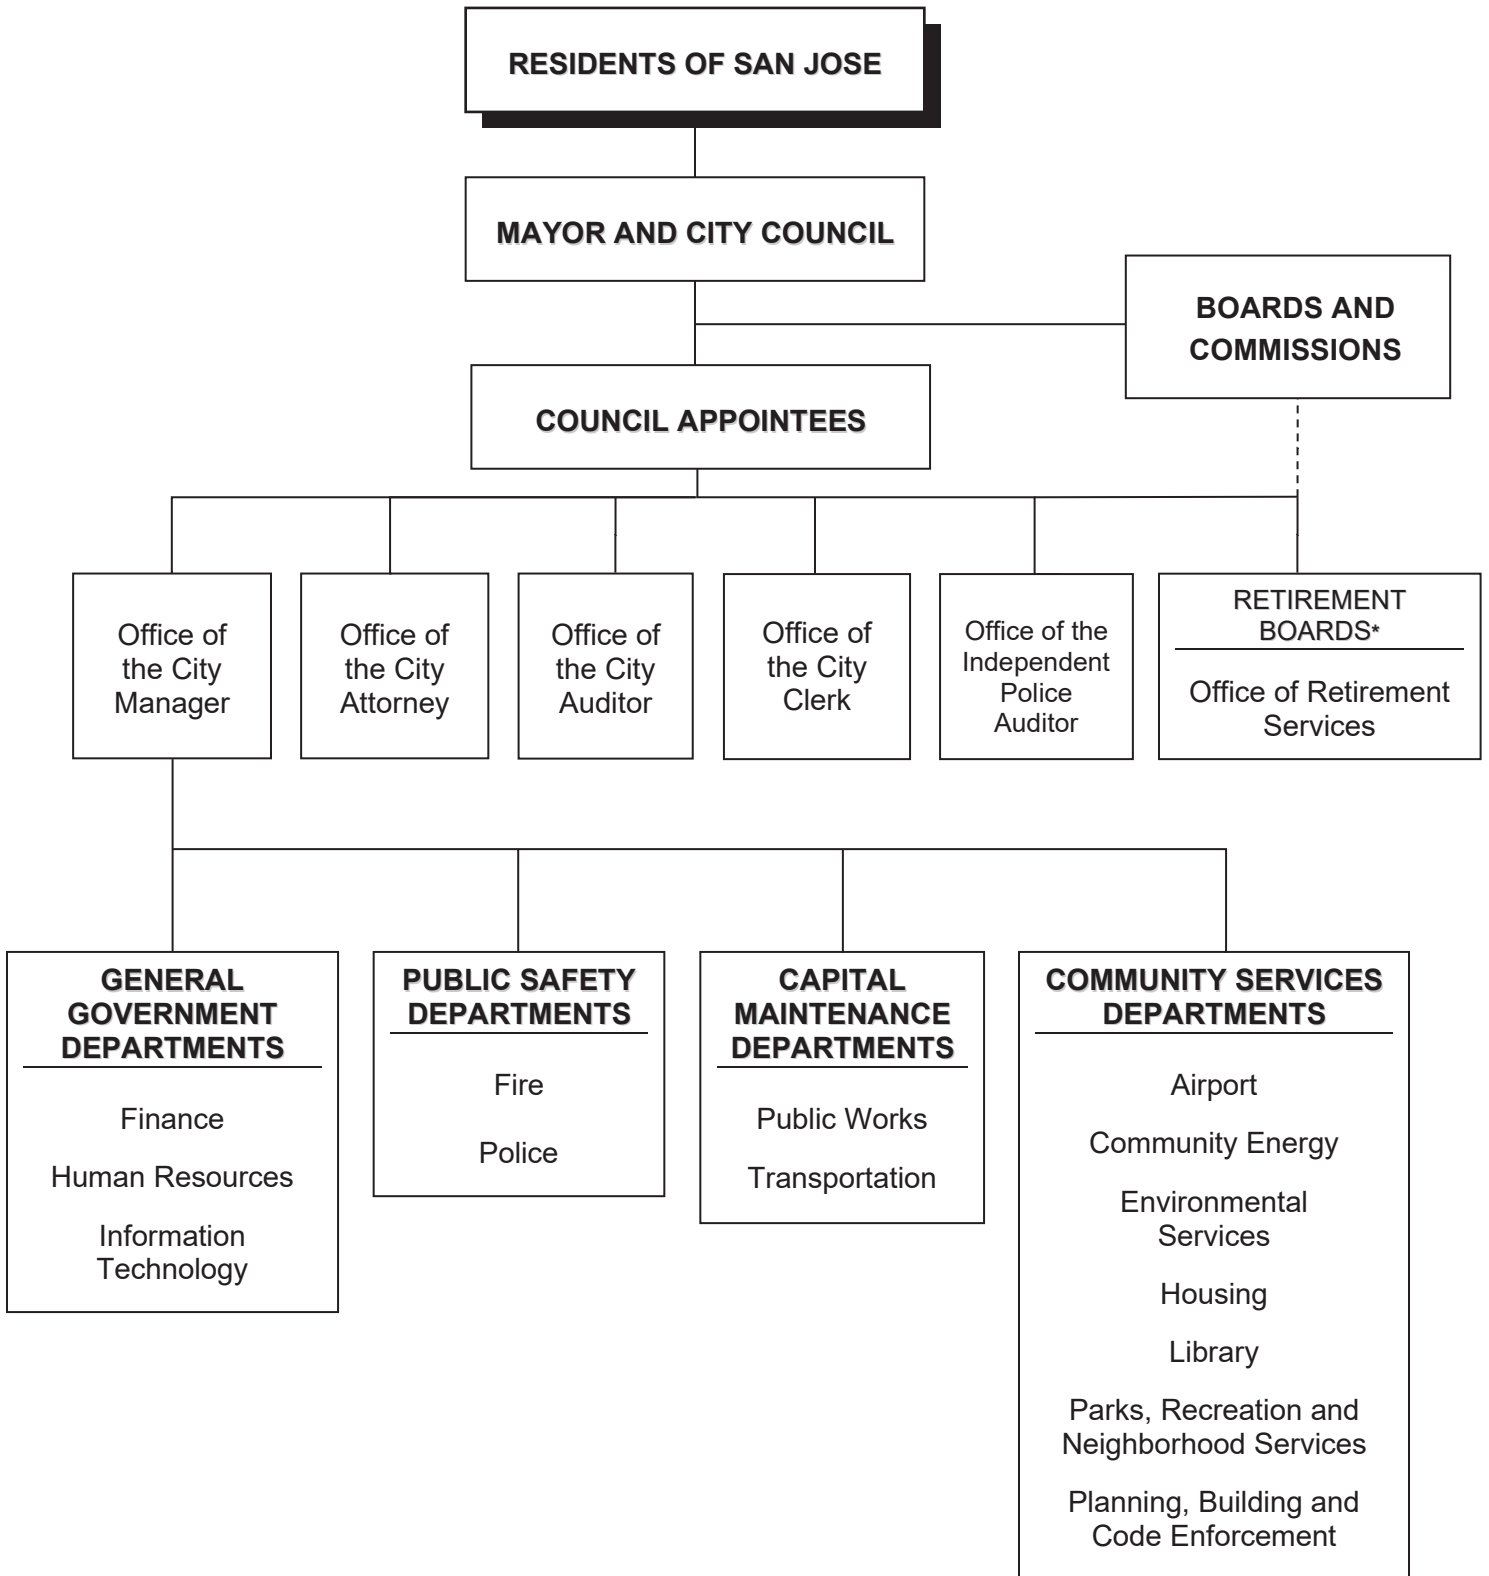 RESIDENTS OF SAN JOSE
MAYOR AND CITY COUNCIL
BOARDS AND
COMMISSIONS
COUNCIL APPOINTEES
Office of
the City
Manager
Office of
the City
Attorney
Office of
the City
Auditor
Office of
the City
Clerk
Office of the
Independent
Police
Auditor
RETIREMENT
BOARDS*
Office of Retirement
Services
GENERAL
GOVERNMENT
DEPARTMENTS
Finance
Human Resources
Information
Technology
PUBLIC SAFETY
DEPARTMENTS
Fire
Police
CAPITAL
MAINTENANCE
DEPARTMENTS
Public Works
Transportation
COMMUNITY SERVICES
DEPARTMENTS
Airport
Community Energy
Environmental
Services
Housing
Library
Parks, Recreation and
Neighborhood Services
Planning, Building and
Code Enforcement